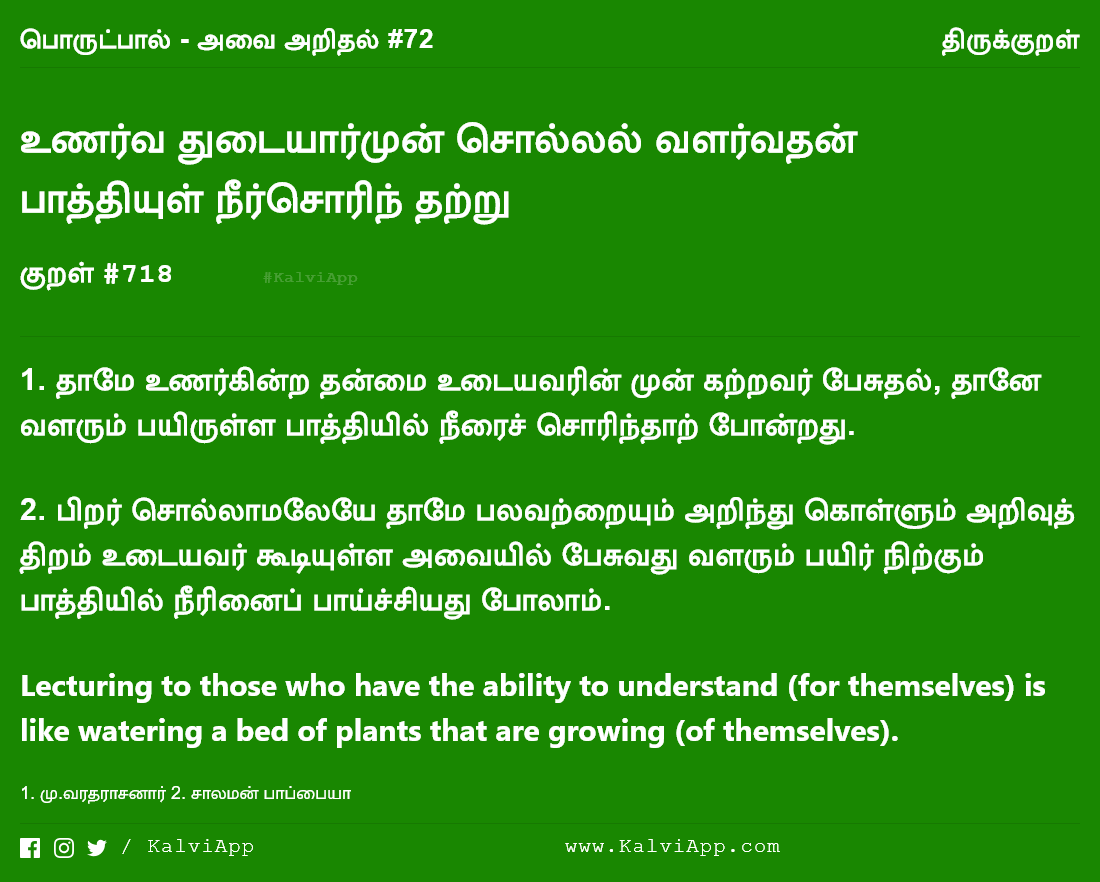 பொருட்பால் - அவை அறிதல் #72 திருக்குறள்
உணர்வ துடையார்முன் சொல்லல் வளர்வதன்
பாத்தியுள் நீர்சொரிந் தற்று
குறள் #718 #KalviApp
1. தாமே உணர்கின்ற தன்மை உடையவரின் முன் கற்றவர் பேசுதல், தானே
வளரும் பயிருள்ள பாத்தியில் நீரைச் சொரிந்தாற் போன்றது.
2. பிறர் சொல்லாமலேயே தாமே பலவற்றையும் அறிந்து கொள்ளும் அறிவுத்
திறம் உடையவர் கூடியுள்ள அவையில் பேசுவது வளரும் பயிர் நிற்கும்
பாத்தியில் நீரினைப் பாய்ச்சியது போலாம்.
Lecturing to those who have the ability to understand (for themselves) is
like watering a bed of plants that are growing (of themselves).
1. மு.வரதராசனார் 2. சாலமன் பாப்பையா
/ KalviApp www.KalviApp.com